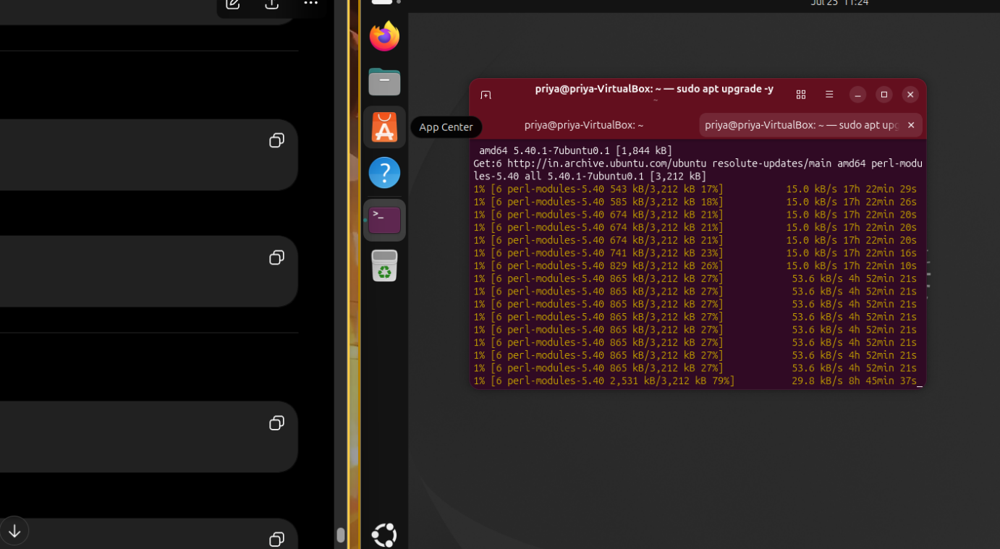 Jul 25 11:24
App Center
priya@priya-VirtualBox: ~ — sudo apt upgrade -y
~
priya@priya-VirtualBox: ~
priya@priya-VirtualBox: ~ — sudo apt upg
amd64 5.40.1-7ubuntu0.1 [1,844 kB]
Get:6 http://in.archive.ubuntu.com/ubuntu resolute-updates/main amd64 perl-modu
les-5.40 all 5.40.1-7ubuntu0.1 [3,212 kB]
1% [6 perl-modules-5.40 543 kB/3,212 kB 17%] 15.0 kB/s 17h 22min 29s
1% [6 perl-modules-5.40 585 kB/3,212 kB 18%] 15.0 kB/s 17h 22min 26s
1% [6 perl-modules-5.40 674 kB/3,212 kB 21%] 15.0 kB/s 17h 22min 20s
1% [6 perl-modules-5.40 674 kB/3,212 kB 21%] 15.0 kB/s 17h 22min 20s
1% [6 perl-modules-5.40 674 kB/3,212 kB 21%] 15.0 kB/s 17h 22min 20s
1% [6 perl-modules-5.40 741 kB/3,212 kB 23%] 15.0 kB/s 17h 22min 16s
1% [6 perl-modules-5.40 829 kB/3,212 kB 26%] 15.0 kB/s 17h 22min 10s
1% [6 perl-modules-5.40 865 kB/3,212 kB 27%] 53.6 kB/s 4h 52min 21s
1% [6 perl-modules-5.40 865 kB/3,212 kB 27%] 53.6 kB/s 4h 52min 21s
1% [6 perl-modules-5.40 865 kB/3,212 kB 27%] 53.6 kB/s 4h 52min 21s
1% [6 perl-modules-5.40 865 kB/3,212 kB 27%] 53.6 kB/s 4h 52min 21s
1% [6 perl-modules-5.40 865 kB/3,212 kB 27%] 53.6 kB/s 4h 52min 21s
1% [6 perl-modules-5.40 865 kB/3,212 kB 27%] 53.6 kB/s 4h 52min 21s
1% [6 perl-modules-5.40 865 kB/3,212 kB 27%] 53.6 kB/s 4h 52min 21s
1% [6 perl-modules-5.40 865 kB/3,212 kB 27%] 53.6 kB/s 4h 52min 21s
1% [6 perl-modules-5.40 2,531 kB/3,212 kB 79%] 29.8 kB/s 8h 45min 37s